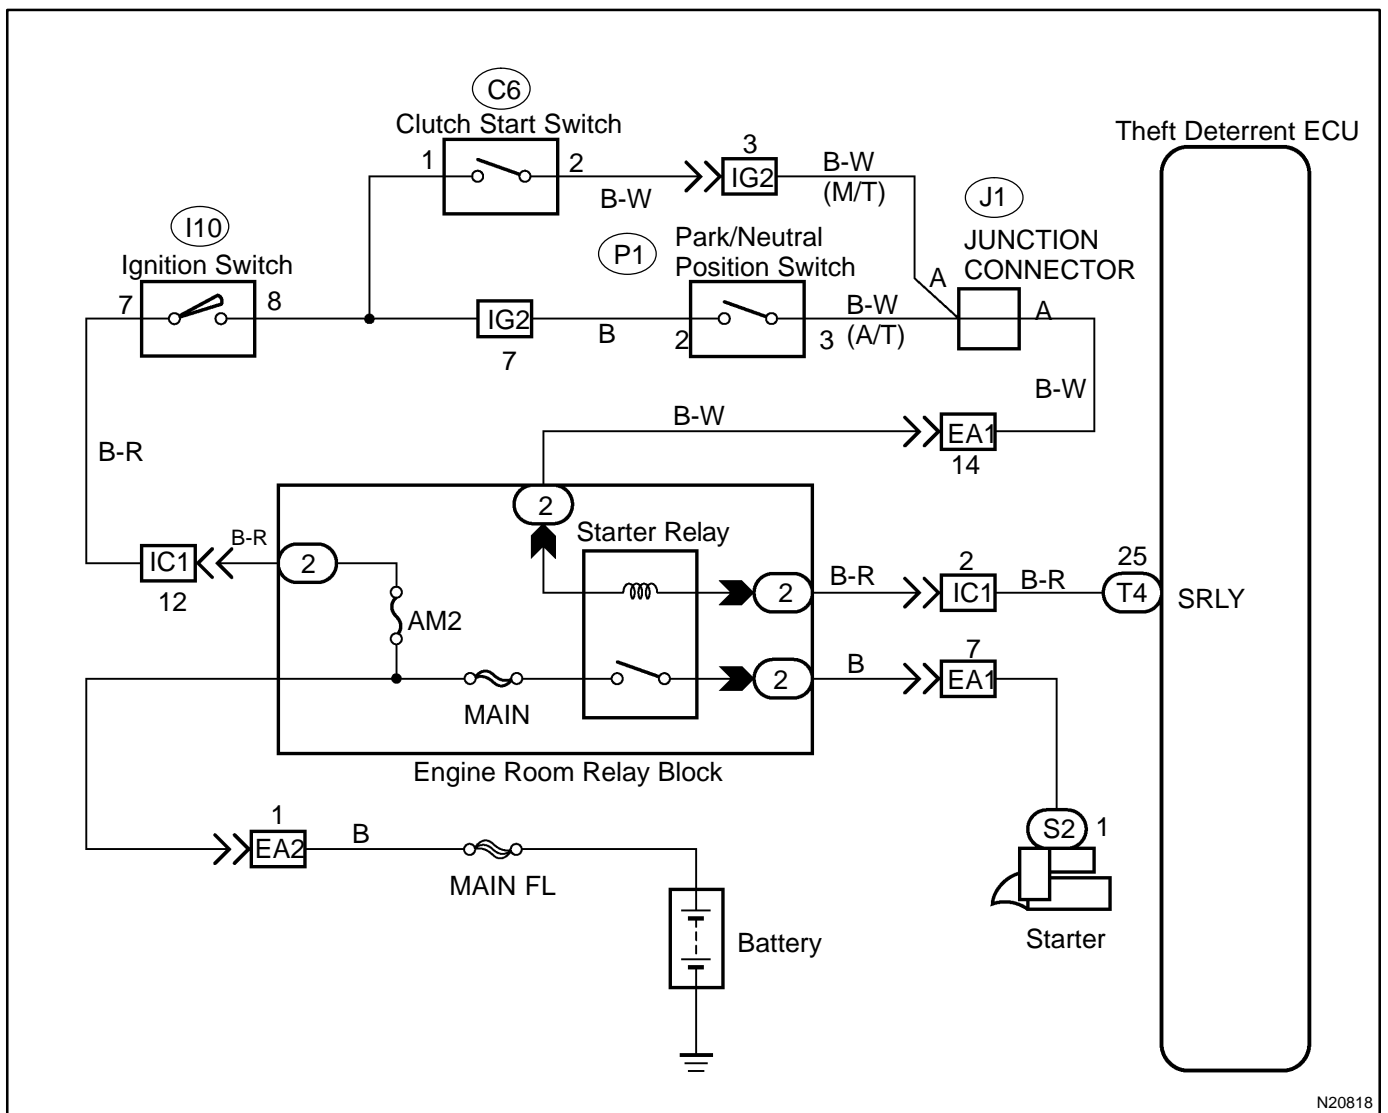 C6
Clutch Start Switch
1
2
B-W
3
IG2
B-W
(M/T)
Theft Deterrent ECU
I10
Ignition Switch
7
8
P1
Park/Neutral
Position Switch
J1
JUNCTION
CONNECTOR
A
IG2
7
B
2
3
B-W
(A/T)
A
B-W
B-W
EA1
14
B-R
2
Starter Relay
IC1
12
B-R
2
AM2
2
B-R
2
IC1
B-R
25
T4
SRLY
MAIN
2
B
7
EA1
Engine Room Relay Block
1
EA2
B
MAIN FL
S2
1
Battery
Starter
N20818